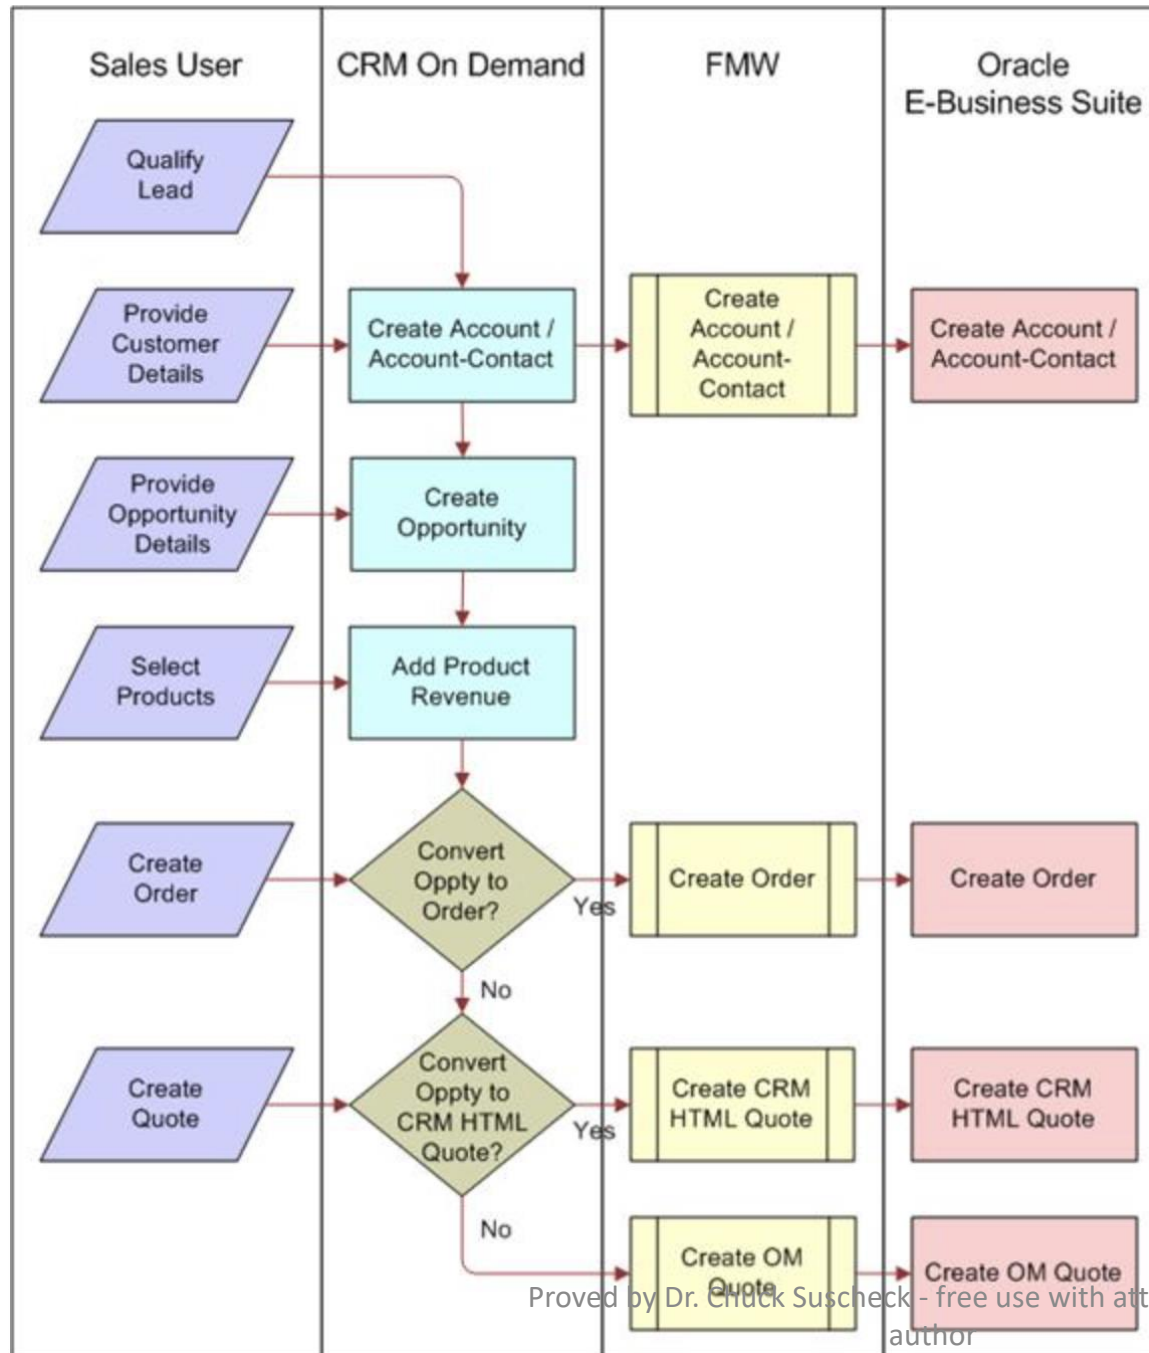 Sales User
CRM On Demand
FMW
Oracle
E-Business Suite
Qualify
Lead
Provide
Customer
Details
Create Account /
Account-Contact
Create
Account /
Account-
Contact
Create Account /
Account-Contact
Provide
Opportunity
Details
Create
Opportunity
Select
Products
Add Product
Revenue
Create
Order
Convert
Oppty to
Order?
Yes
Create Order
Create Order
No
Create
Quote
Convert
Oppty to
CRM HTML
Quote?
Yes
Create CRM
HTML Quote
Create CRM
HTML Quote
No
Create OM
Quote
Create OM Quote
Proved by Dr. Chuck Suscheck - free use with att
author